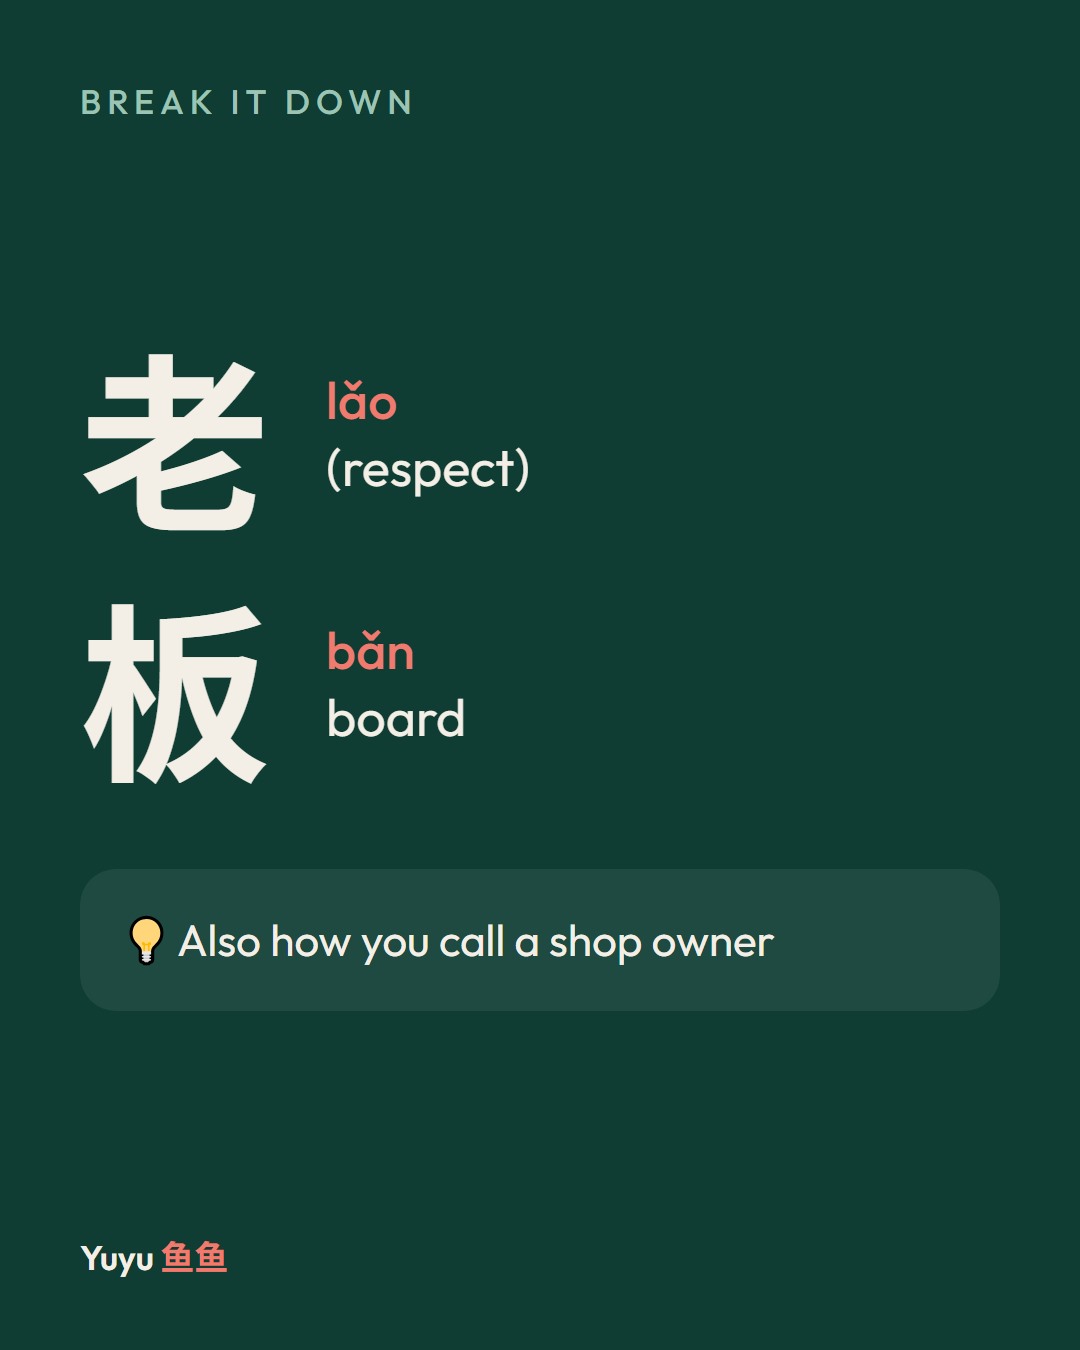 BREAK IT DOWN
老
lǎo
(respect)
板
bǎn
board
💡 Also how you call a shop owner
Yuyu 鱼鱼